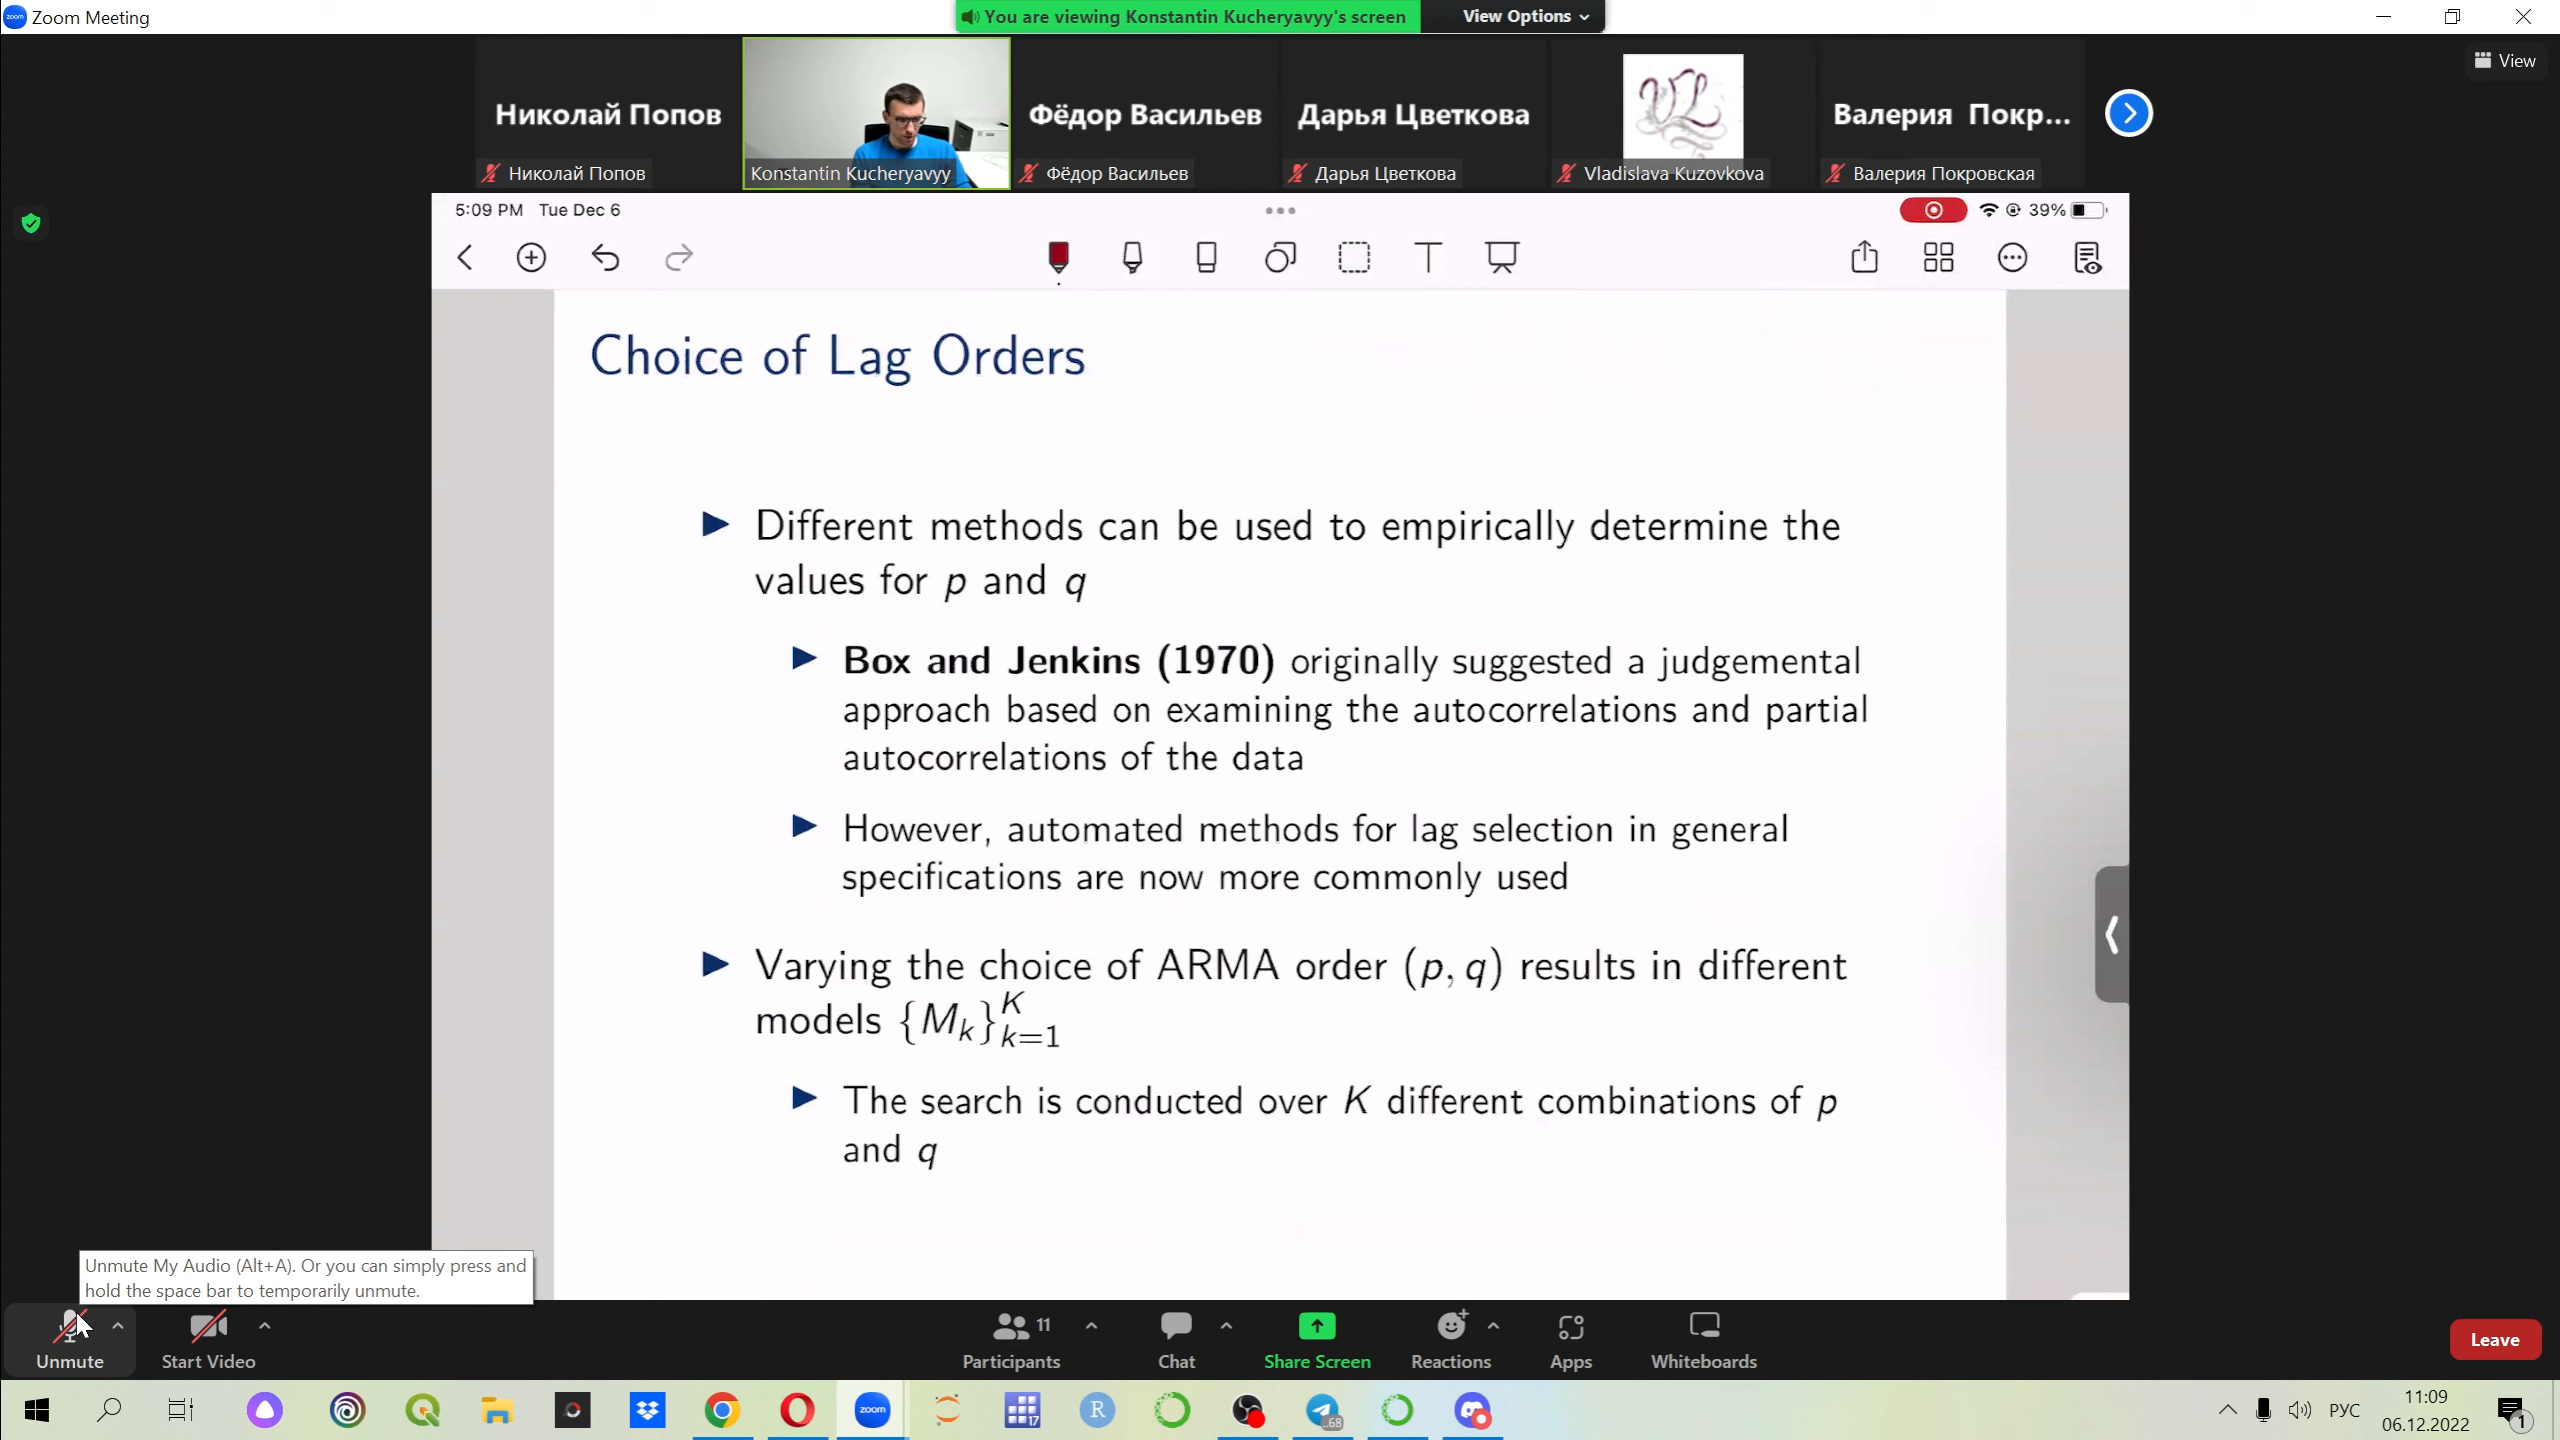 Zoom Meeting
You are viewing Konstantin Kucheryavyy's screen
View Options
View
Николай Попов
Фёдор Васильев
Дарья Цветкова
Валерия Покр...
Николай Попов
Konstantin Kucheryavyy
Фёдор Васильев
Дарья Цветкова
Vladislava Kuzovkova
Валерия Покровская
5:09 PM Tue Dec 6
39%
Choice of Lag Orders
▶ Different methods can be used to empirically determine the
values for p and q
▶ Box and Jenkins (1970) originally suggested a judgemental
approach based on examining the autocorrelations and partial
autocorrelations of the data
▶ However, automated methods for lag selection in general
specifications are now more commonly used
▶ Varying the choice of ARMA order (p, q) results in different
models {M_k}_{k=1}^K
▶ The search is conducted over K different combinations of p
and q
Unmute My Audio (Alt+A). Or you can simply press and
hold the space bar to temporarily unmute.
Unmute
Start Video
11
Participants
Chat
Share Screen
Reactions
Apps
Whiteboards
Leave
zoom
17
R
..68
РУС
11:09
06.12.2022
1